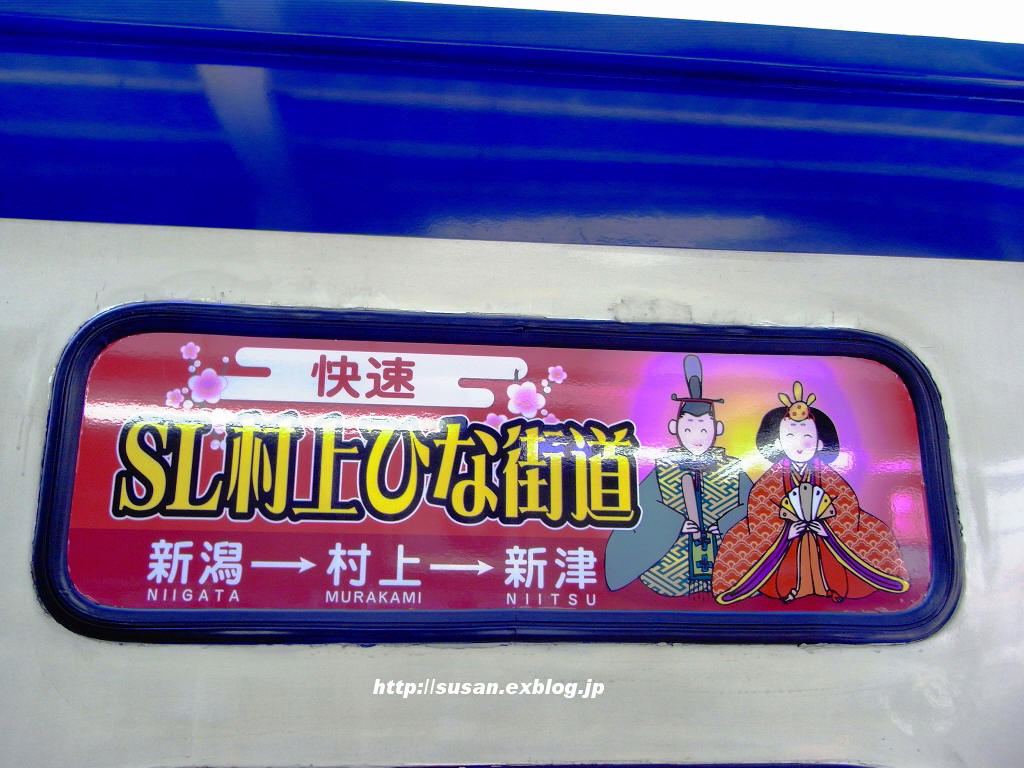 快速
SL村上ひな街道
新潟→村上→新津
NIIGATA MURAKAMI NIITSU
http://susan.exblog.jp